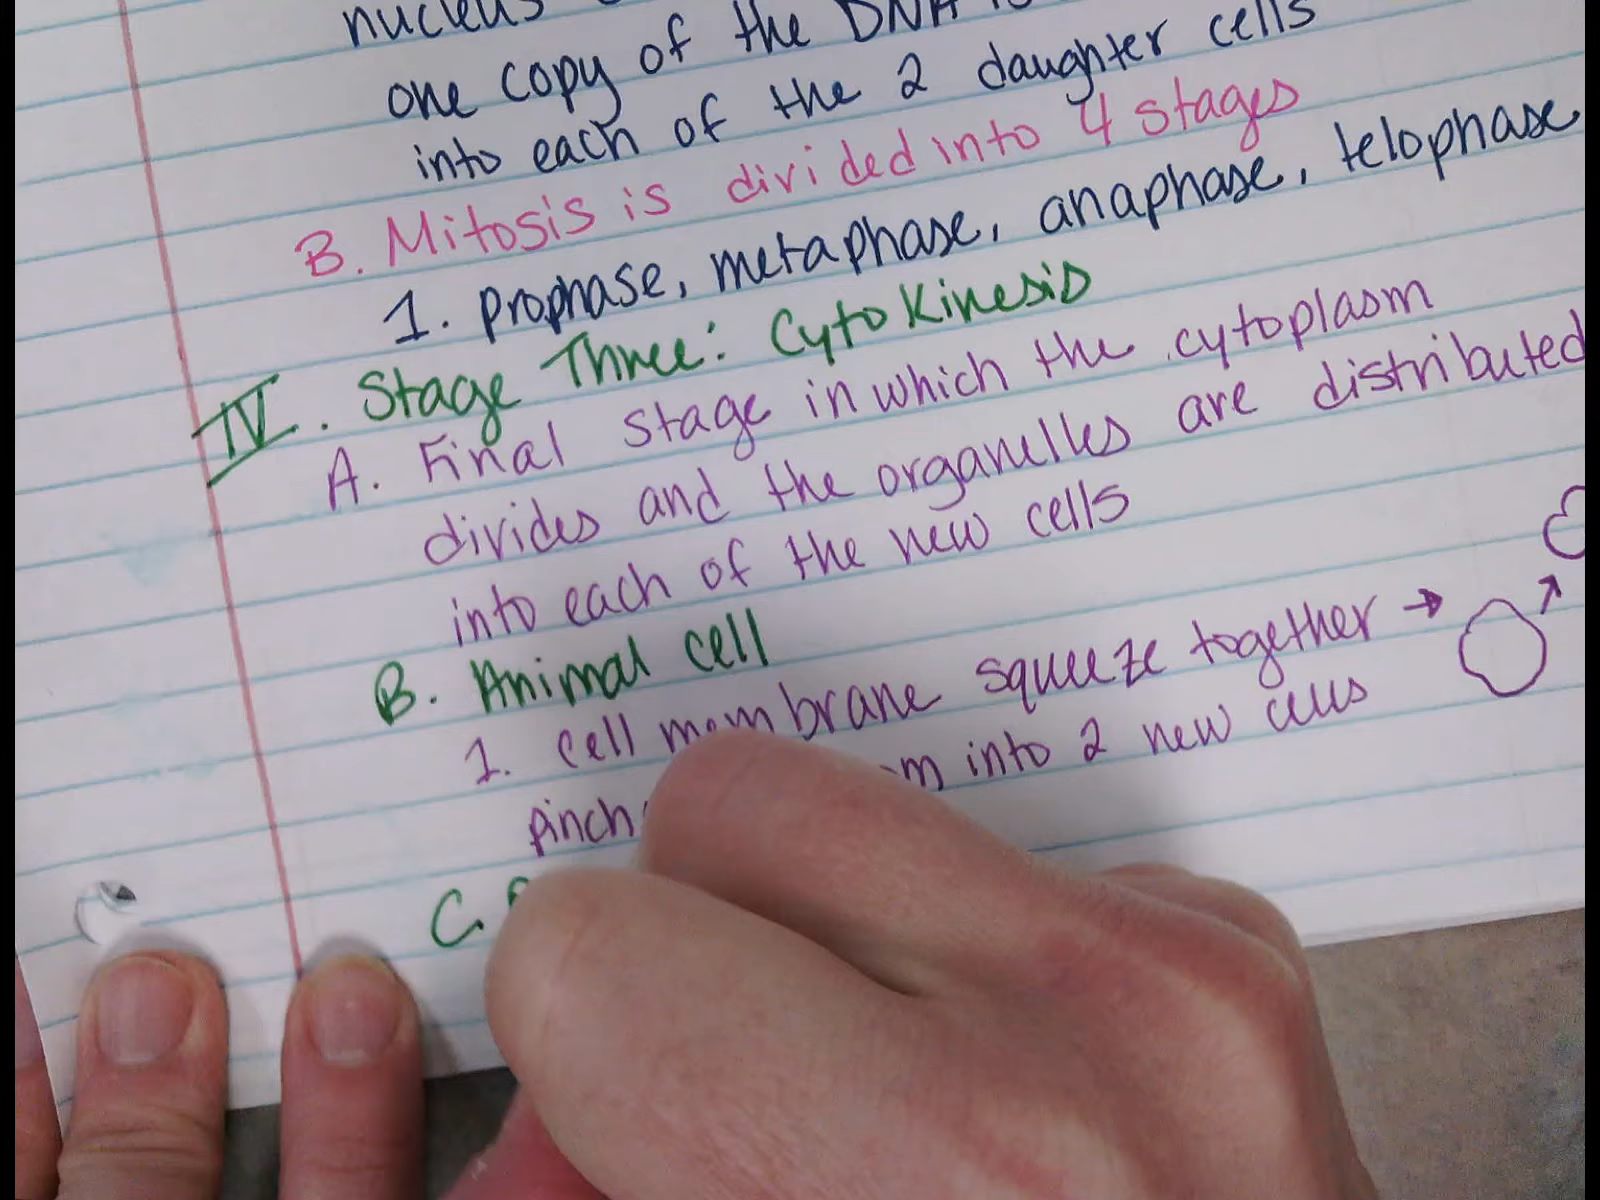 nucleus
one copy of the DNA
into each of the 2 daughter cells
B. Mitosis is divided into 4 stages
1. prophase, metaphase, anaphase, telophase
IV. Stage Three: Cytokinesis
A. Final stage in which the cytoplasm
divides and the organelles are distributed
into each of the new cells
B. Animal cell
1. cell membrane squeeze together →
pinch into 2 new cells
C.